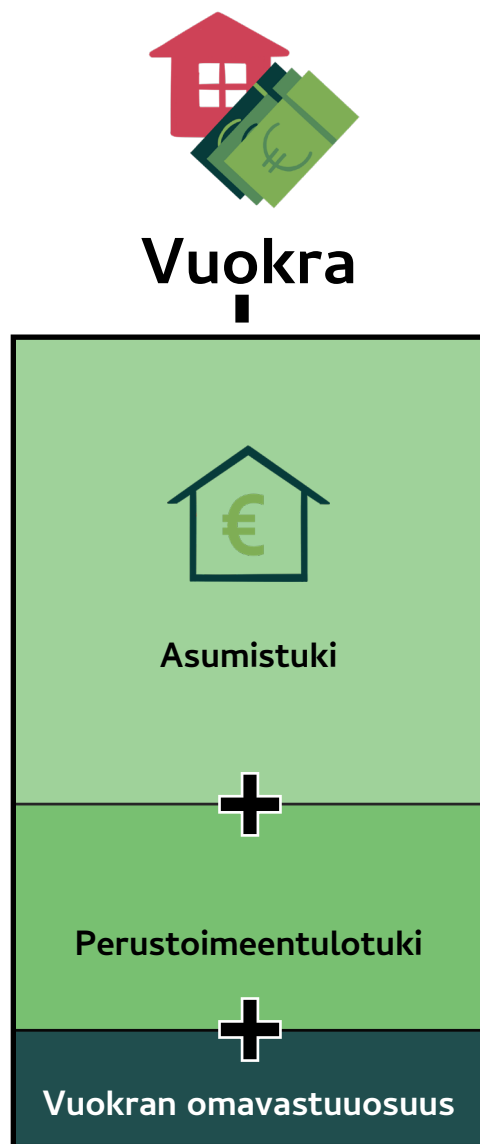 Vuokra
€
Asumistuki
+
Perustoimeentulotuki
+
Vuokran omavastuuosuus